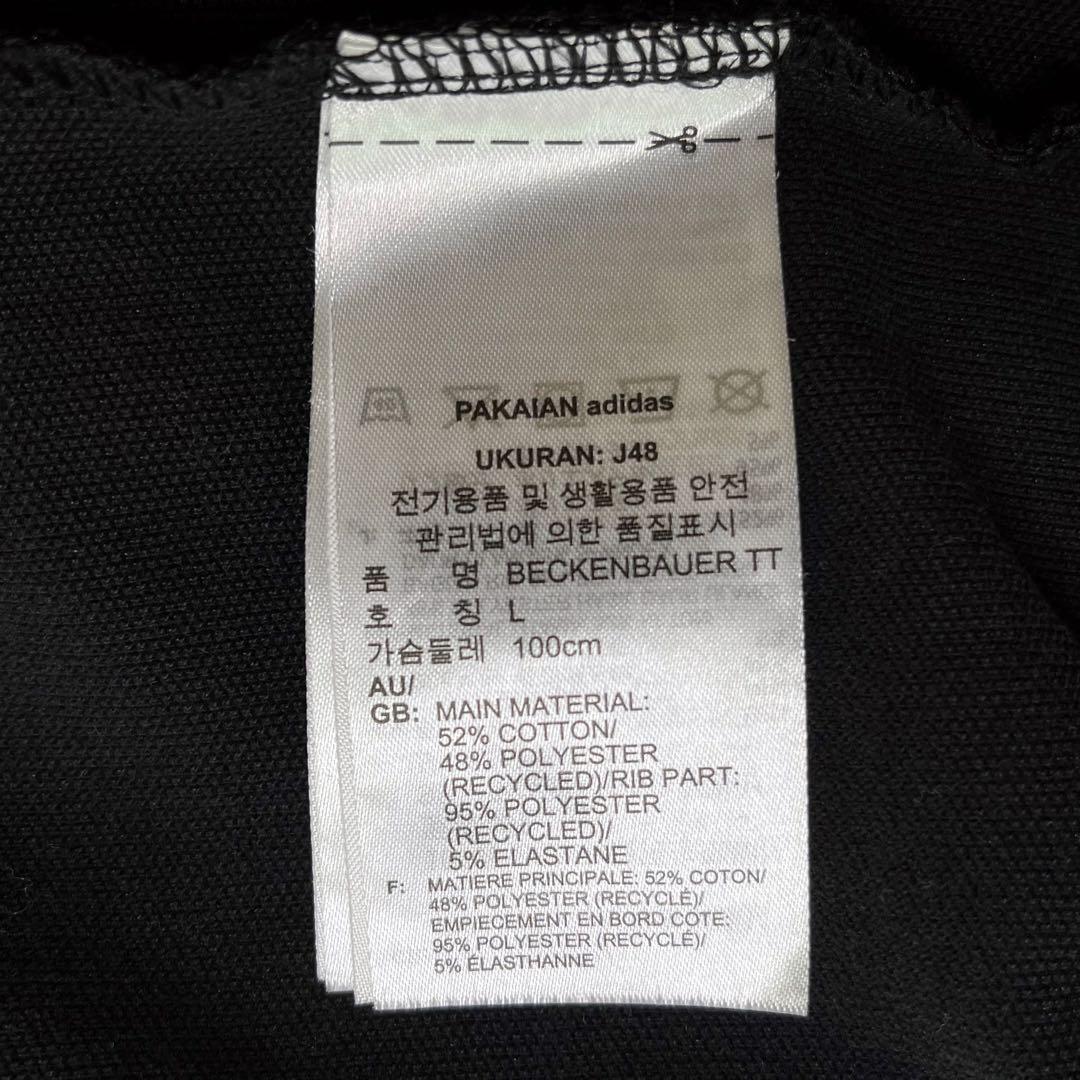 PAKAIAN adidas
UKURAN: J48
전기용품 및 생활용품 안전
관리법에 의한 품질표시
품 명 BECKENBAUER TT
호 칭 L
가슴둘레 100cm
AU/
GB: MAIN MATERIAL:
52% COTTON/
48% POLYESTER
(RECYCLED)/RIB PART:
95% POLYESTER
(RECYCLED)/
5% ELASTANE
F: MATIERE PRINCIPALE: 52% COTON/
48% POLYESTER (RECYCLÉ)/
EMPIECEMENT EN BORD COTE:
95% POLYESTER (RECYCLÉ)/
5% ÉLASTHANNE